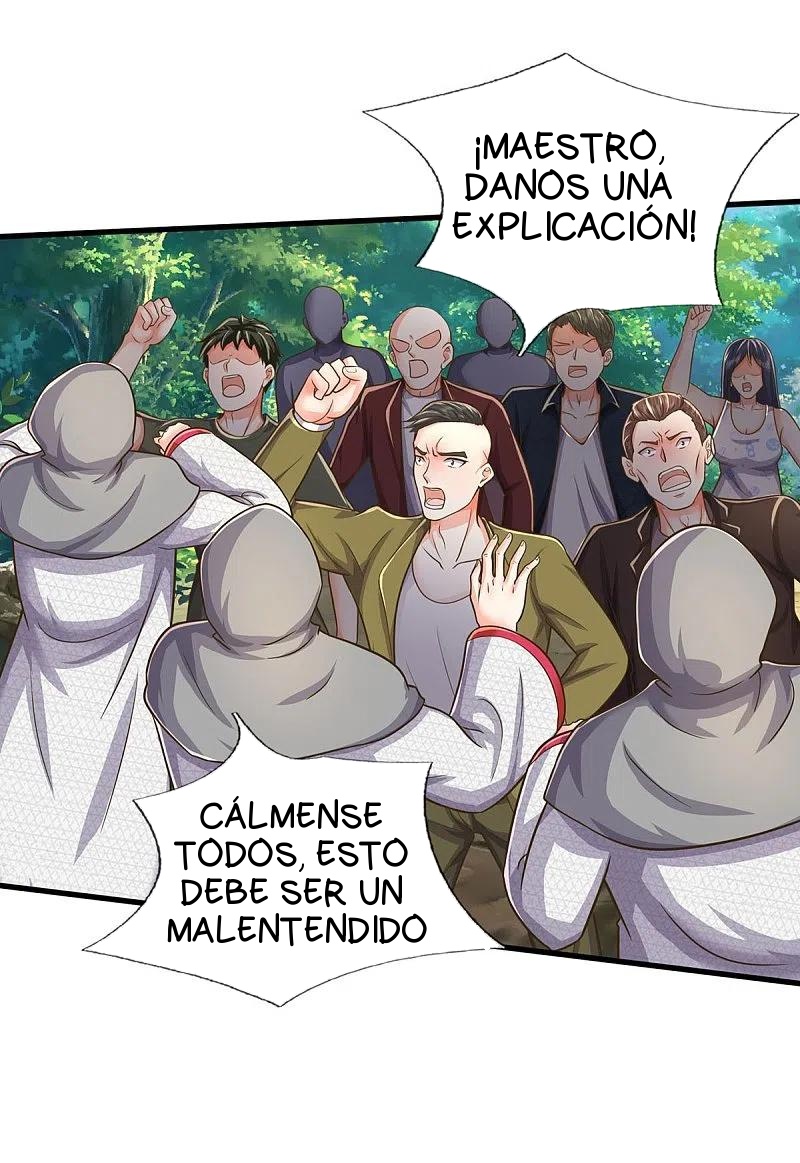 ¡MAESTRO,
DANOS UNA
EXPLICACIÓN!
CÁLMENSE
TODOS, ESTO
DEBE SER UN
MALENTENDIDO